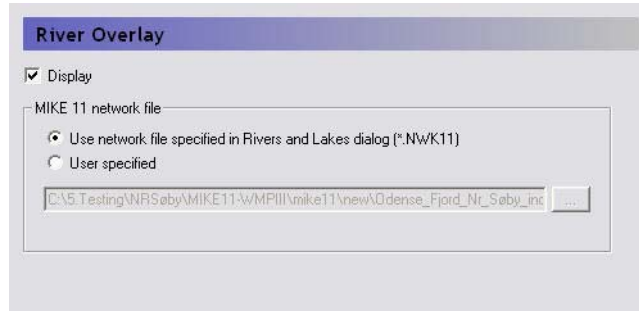 River Overlay
Display
MIKE 11 network file
Use network file specified in Rivers and Lakes dialog (*.NWK11)
User specified
C:\5.Testing\NRSøby\MIKE11-WMPIII\mike11\new\Odense_Fjord_Nr_Søby_inc
...